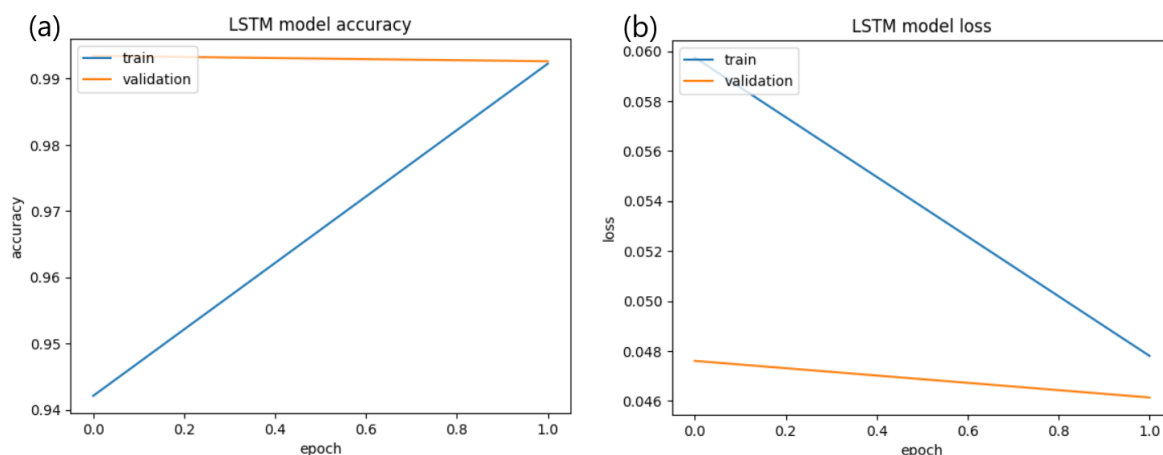 (a)
LSTM model accuracy
train
validation
0.99
0.98
0.97
0.96
0.95
0.94
accuracy
0.0 0.2 0.4 0.6 0.8 1.0
epoch
(b)
LSTM model loss
train
validation
0.060
0.058
0.056
0.054
0.052
0.050
0.048
0.046
loss
0.0 0.2 0.4 0.6 0.8 1.0
epoch